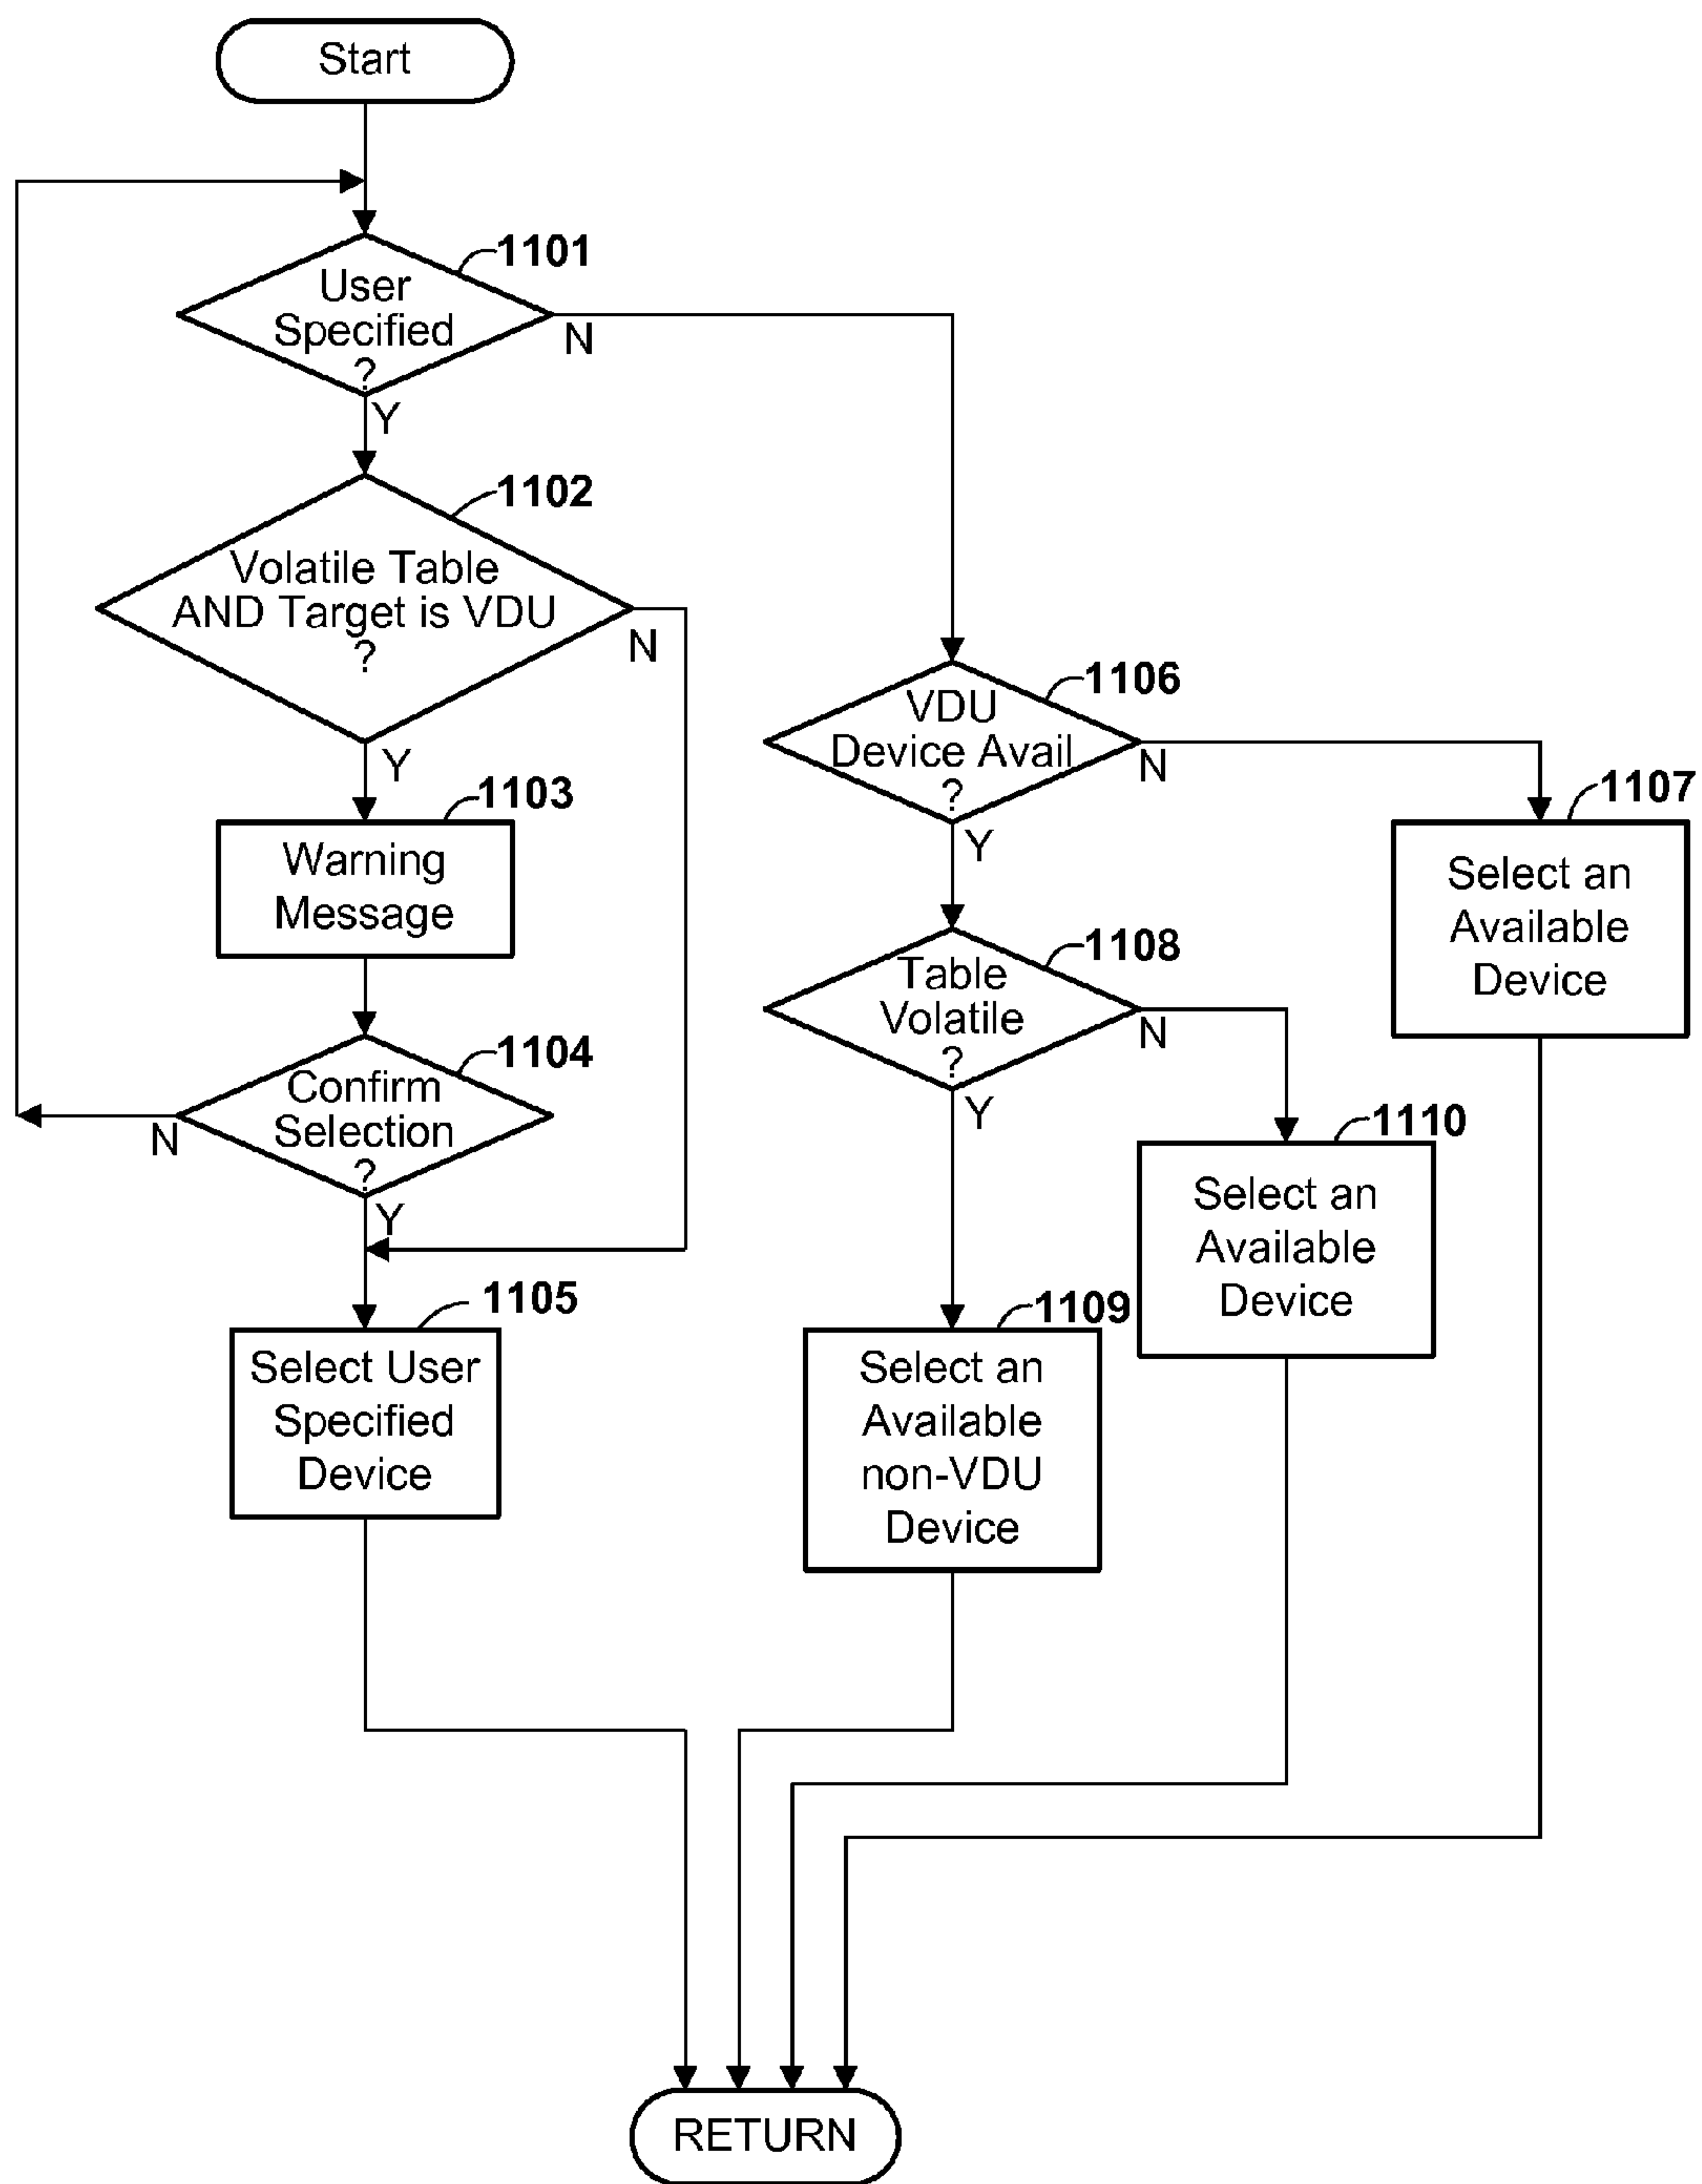 Start
1101
User
Specified
?
N
Y
1102
Volatile Table
AND Target is VDU
?
N
Y
1103
Warning
Message
1104
Confirm
Selection
?
N
Y
1105
Select User
Specified
Device
1106
VDU
Device Avail
?
N
Y
1107
Select an
Available
Device
1108
Table
Volatile
?
N
Y
1110
Select an
Available
Device
1109
Select an
Available
non-VDU
Device
RETURN